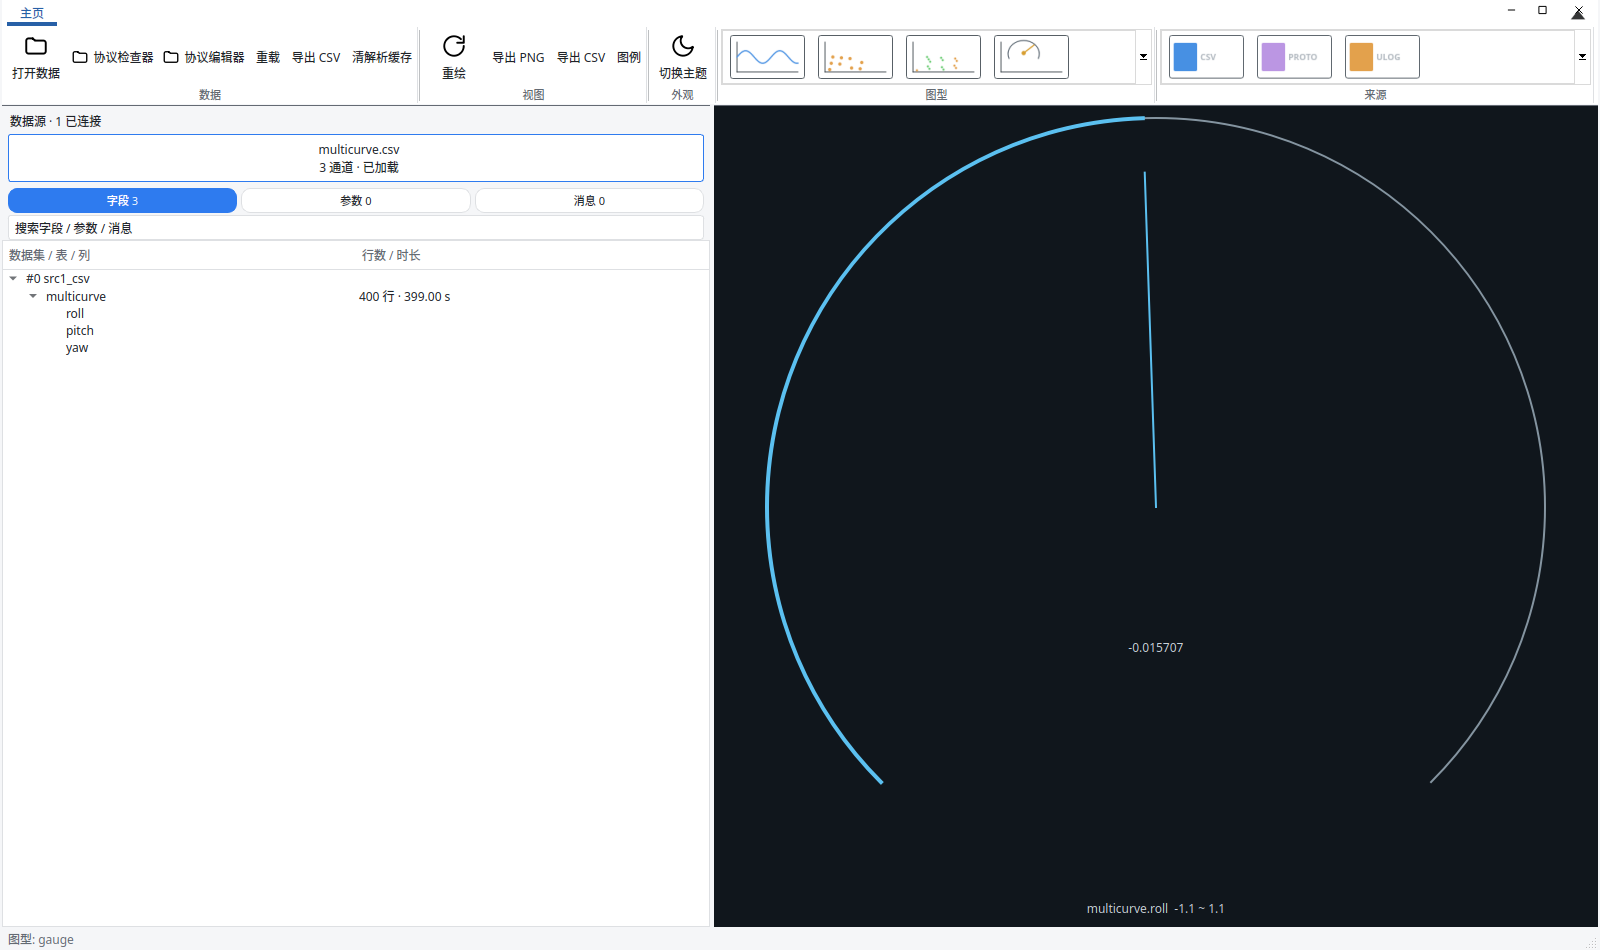 主页
打开数据
协议检查器
协议编辑器
重载
导出 CSV
清解析缓存
数据
重绘
导出 PNG
导出 CSV
图例
视图
切换主题
外观
图型
CSV
PROTO
ULOG
来源
数据源 · 1 已连接
multicurve.csv
3 通道 · 已加载
字段 3
参数 0
消息 0
搜索字段 / 参数 / 消息
数据集 / 表 / 列
行数 / 时长
#0 src1_csv
multicurve
400 行 · 399.00 s
roll
pitch
yaw
-0.015707
multicurve.roll -1.1 ~ 1.1
图型: gauge